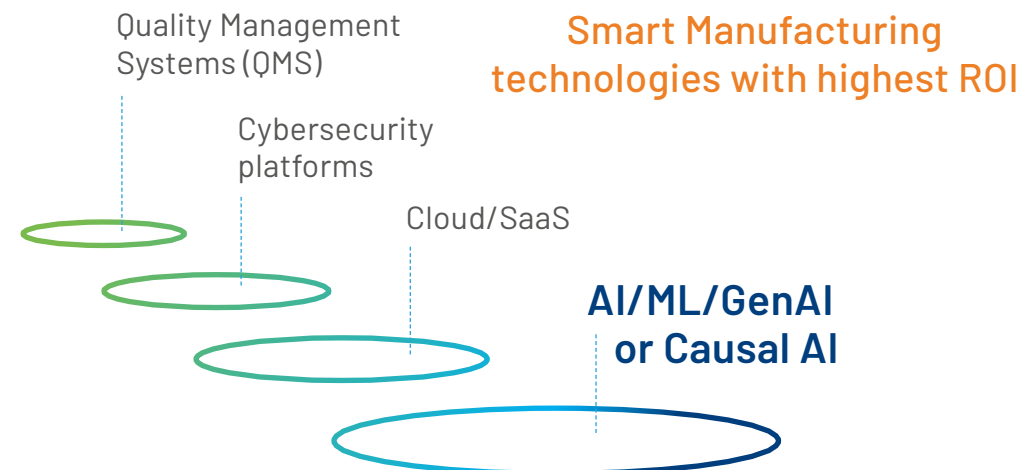 Quality Management
Systems (QMS)
Smart Manufacturing
technologies with highest ROI
Cybersecurity
platforms
Cloud/SaaS
AI/ML/GenAI
or Causal AI